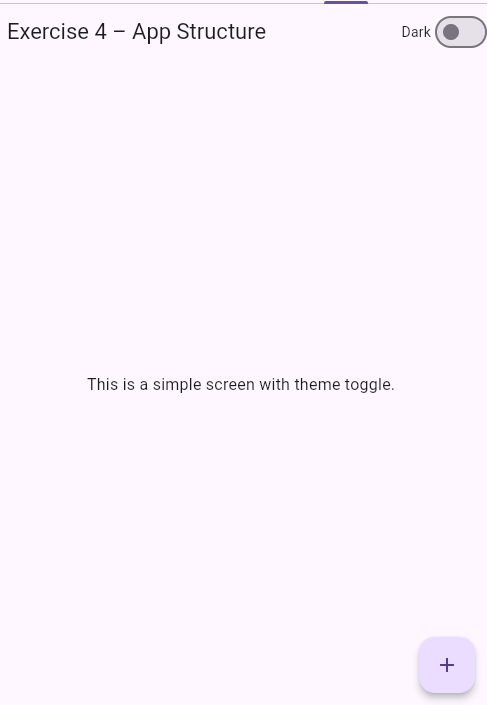 Exercise 4 – App Structure
Dark
This is a simple screen with theme toggle.